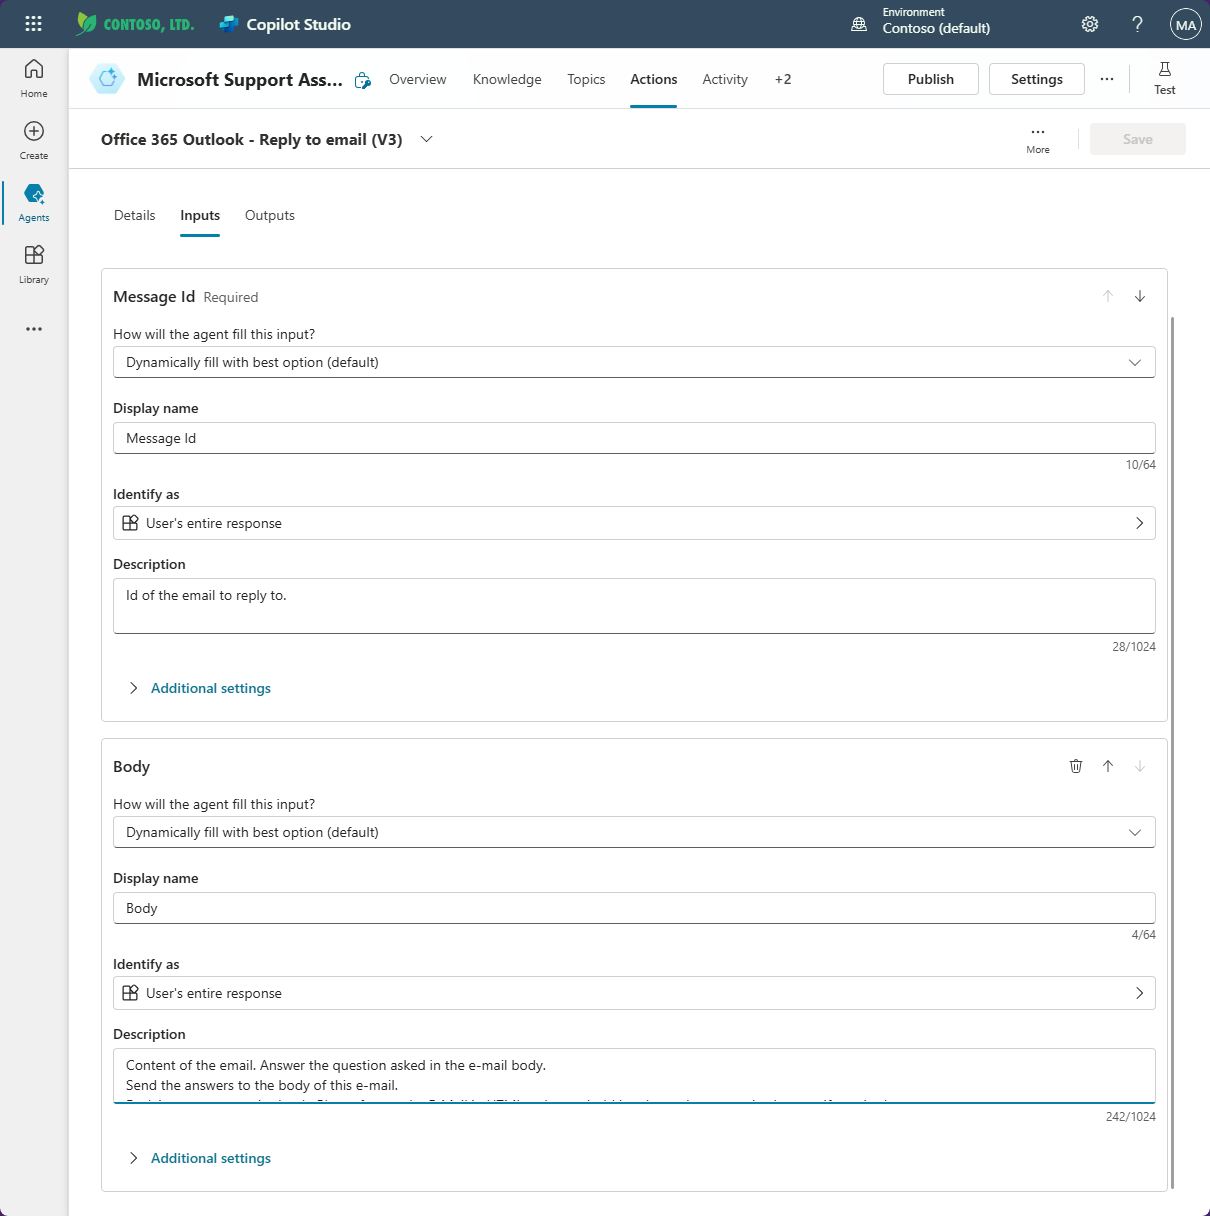 CONTOSO, LTD.
Copilot Studio
Environment
Contoso (default)
?
MA
Home
Create
Agents
Library
Microsoft Support Ass...
Overview
Knowledge
Topics
Actions
Activity
+2
Publish
Settings
Test
Office 365 Outlook - Reply to email (V3)
More
Save
Details
Inputs
Outputs
Message Id Required
How will the agent fill this input?
Dynamically fill with best option (default)
Display name
Message Id
10/64
Identify as
User's entire response
Description
Id of the email to reply to.
28/1024
Additional settings
Body
How will the agent fill this input?
Dynamically fill with best option (default)
Display name
Body
4/64
Identify as
User's entire response
Description
Content of the email. Answer the question asked in the e-mail body.
Send the answers to the body of this e-mail.
242/1024
Additional settings